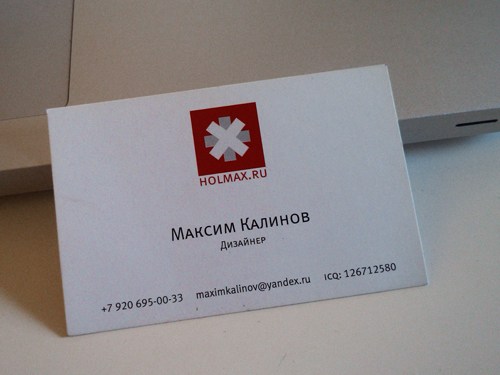 HOLMAX.RU
Максим Калинов
Дизайнер
+7 920 695-00-33 maximkalinov@yandex.ru ICQ: 126712580